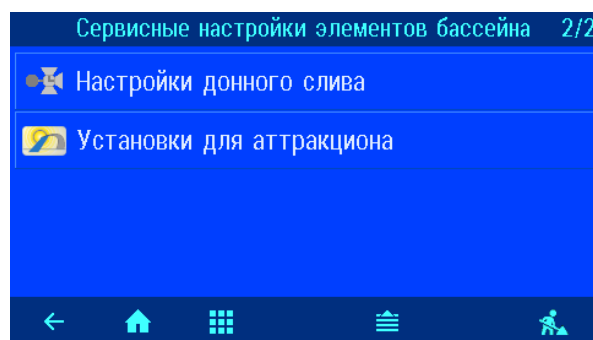 Сервисные настройки элементов бассейна 2/2
Настройки донного слива
Установки для аттракциона